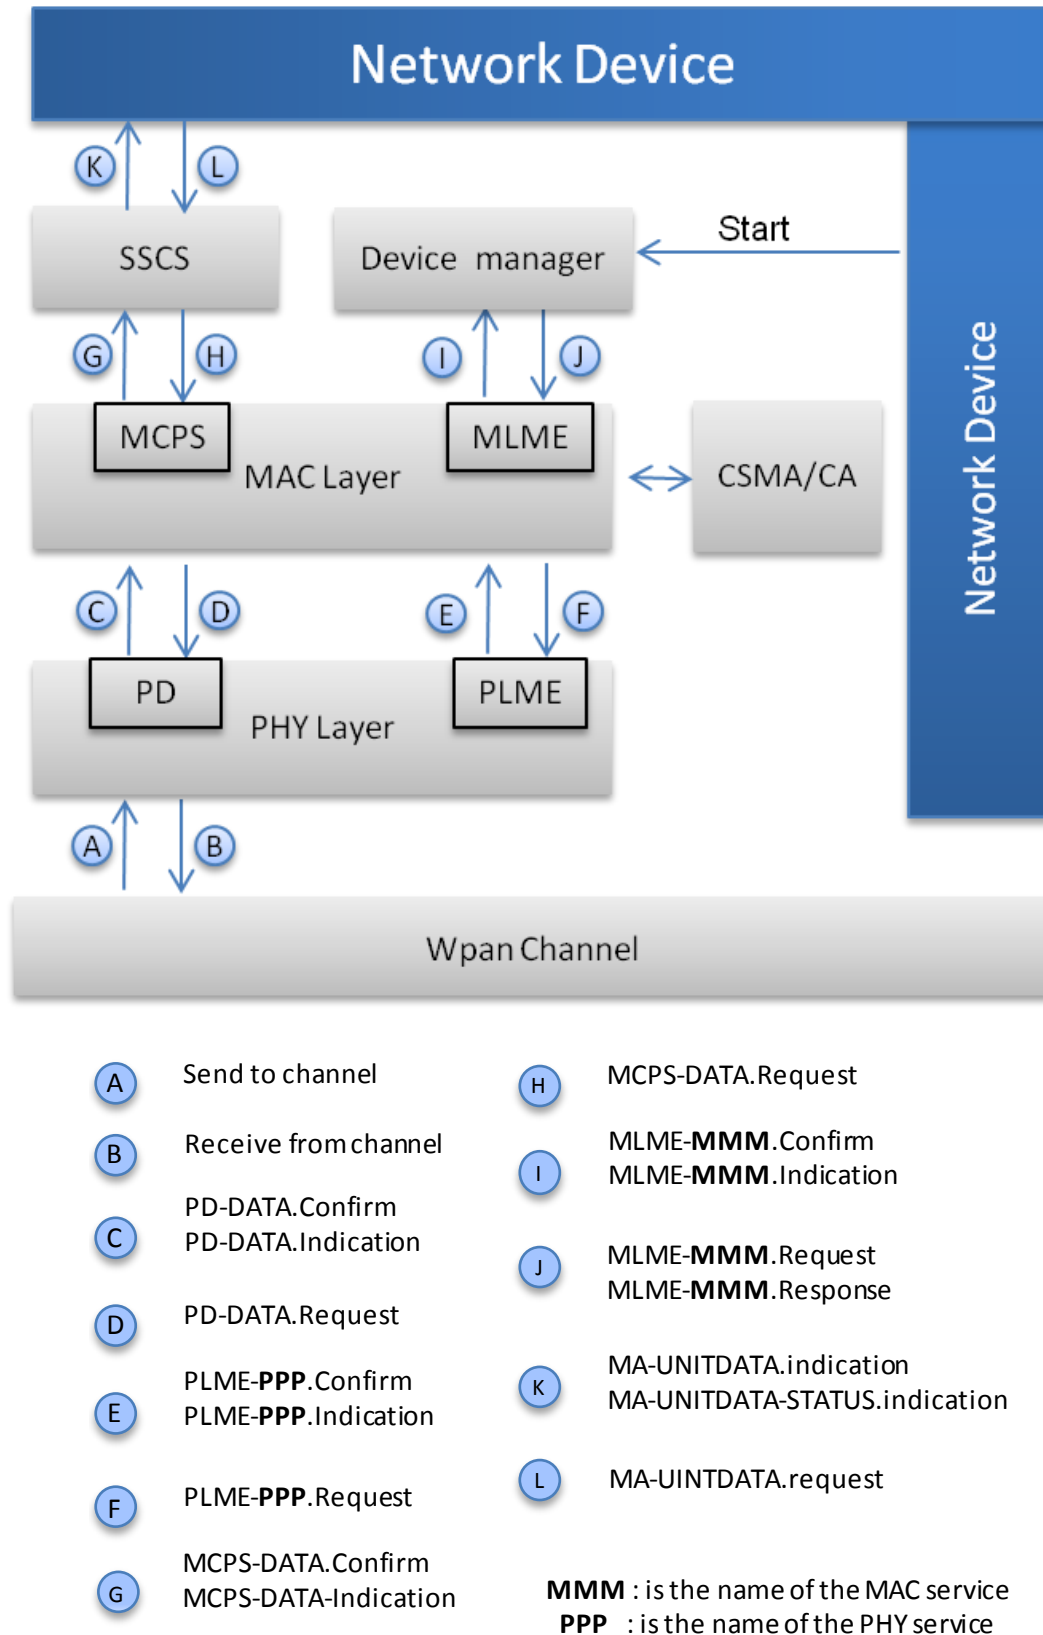 Network Device
K
L
SSCS
Device manager
Start
G
H
I
J
MCPS
MLME
MAC Layer
CSMA/CA
Network Device
C
D
E
F
PD
PLME
PHY Layer
A
B
Wpan Channel
A Send to channel
B Receive from channel
C PD-DATA.Confirm
PD-DATA.Indication
D PD-DATA.Request
E PLME-PPP.Confirm
PLME-PPP.Indication
F PLME-PPP.Request
G MCPS-DATA.Confirm
MCPS-DATA-Indication
H MCPS-DATA.Request
I MLME-MMM.Confirm
MLME-MMM.Indication
J MLME-MMM.Request
MLME-MMM.Response
K MA-UNITDATA.indication
MA-UNITDATA-STATUS.indication
L MA-UINTDATA.request
MMM : is the name of the MAC service
PPP : is the name of the PHY service